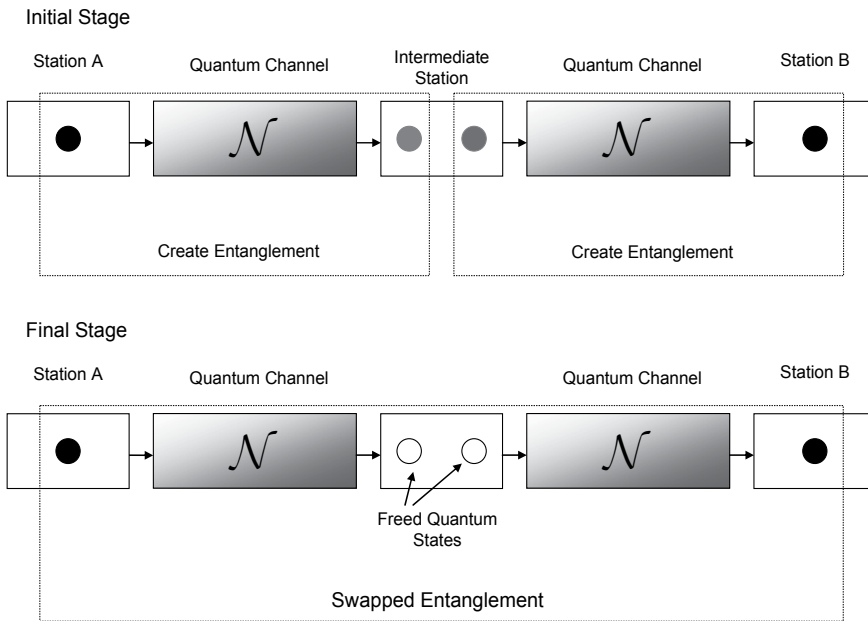 Initial Stage
Station A
Quantum Channel
Intermediate
Station
Quantum Channel
Station B
𝒩
𝒩
Create Entanglement
Create Entanglement
Final Stage
Station A
Quantum Channel
Quantum Channel
Station B
𝒩
𝒩
Freed Quantum
States
Swapped Entanglement